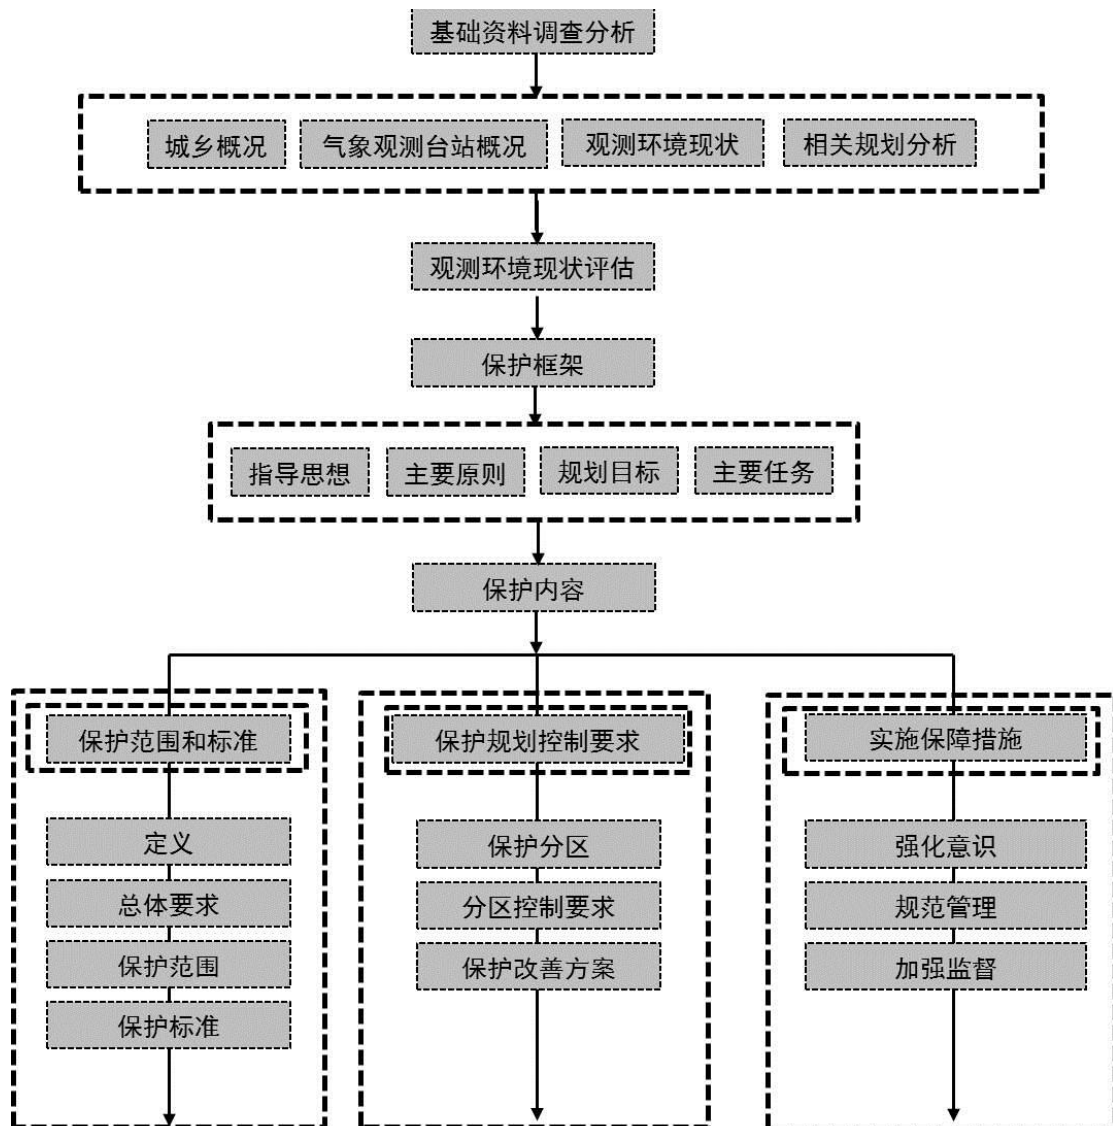 基础资料调查分析
城乡概况 气象观测台站概况 观测环境现状 相关规划分析
观测环境现状评估
保护框架
指导思想 主要原则 规划目标 主要任务
保护内容
保护范围和标准
定义
总体要求
保护范围
保护标准
保护规划控制要求
保护分区
分区控制要求
保护改善方案
实施保障措施
强化意识
规范管理
加强监督